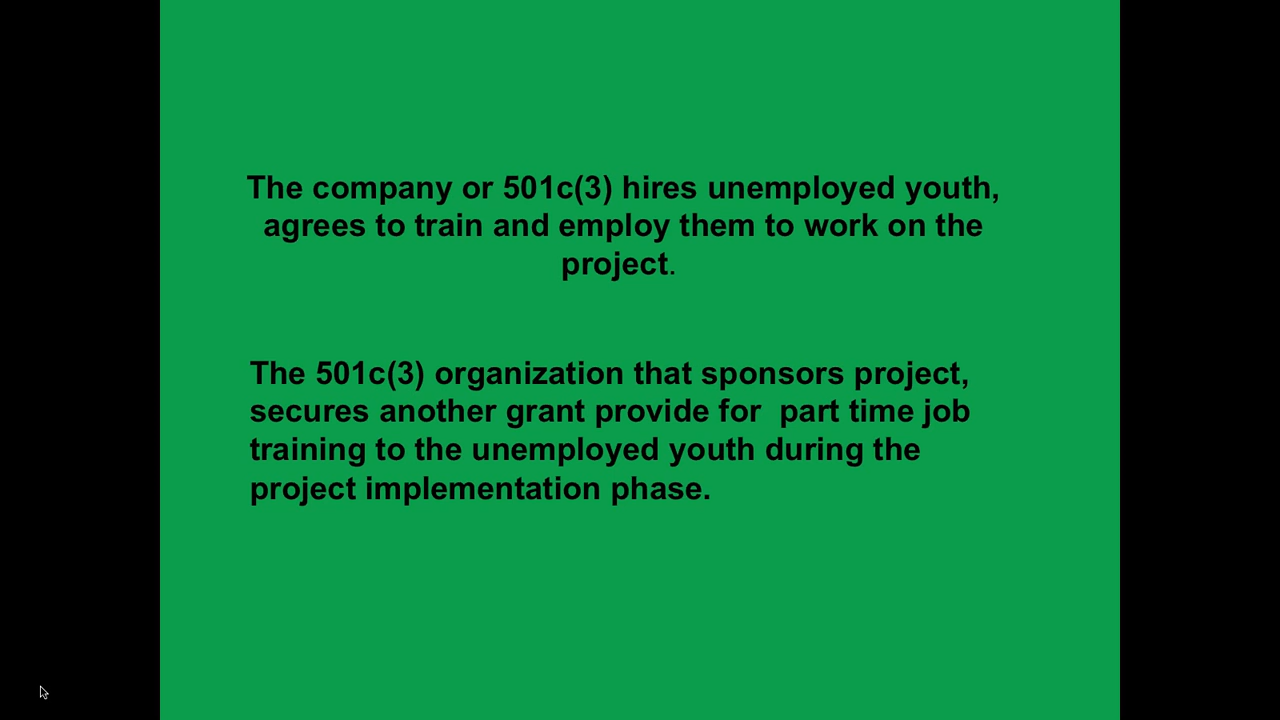 The company or 501c(3) hires unemployed youth,
agrees to train and employ them to work on the
project.
The 501c(3) organization that sponsors project,
secures another grant provide for  part time job
training to the unemployed youth during the
project implementation phase.